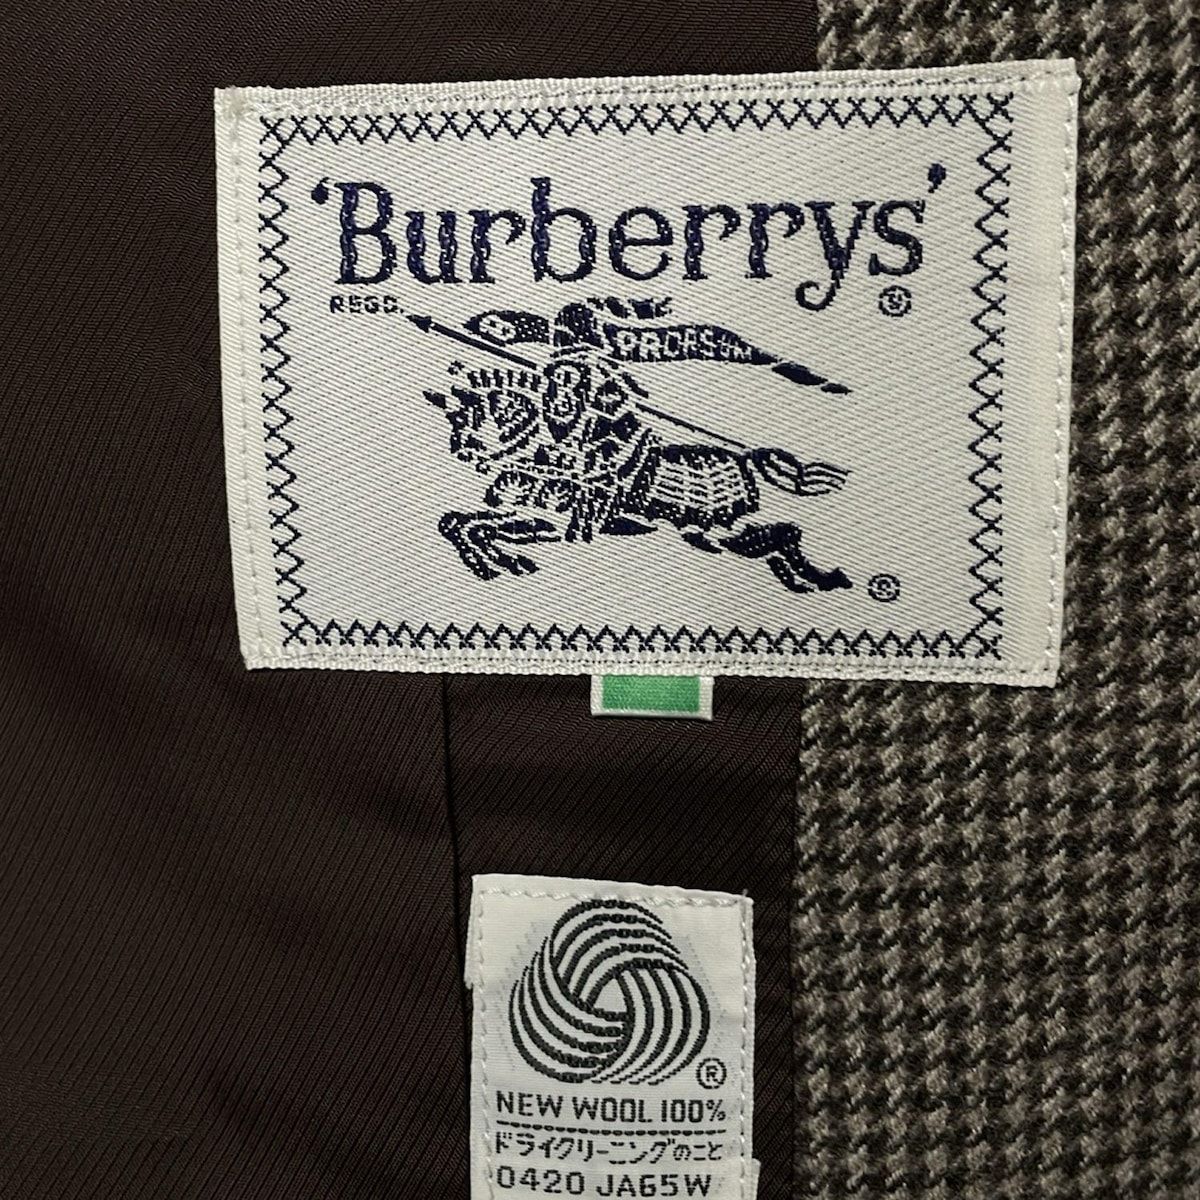 ‘Burberrys’
REGD. ®
PRORSUM
®
®
NEW WOOL 100%
ドライクリーニングのこと
0420 JA65W